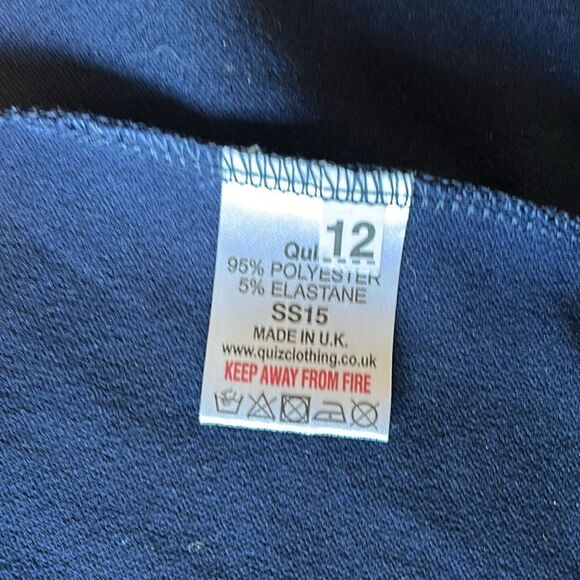 12
Qui
95% POLYESTER
5% ELASTANE
SS15
MADE IN U.K.
www.quizclothing.co.uk
KEEP AWAY FROM FIRE